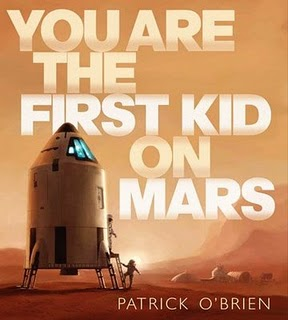 YOU ARE
THE
FIRST KID
ON
MARS
PATRICK O'BRIEN